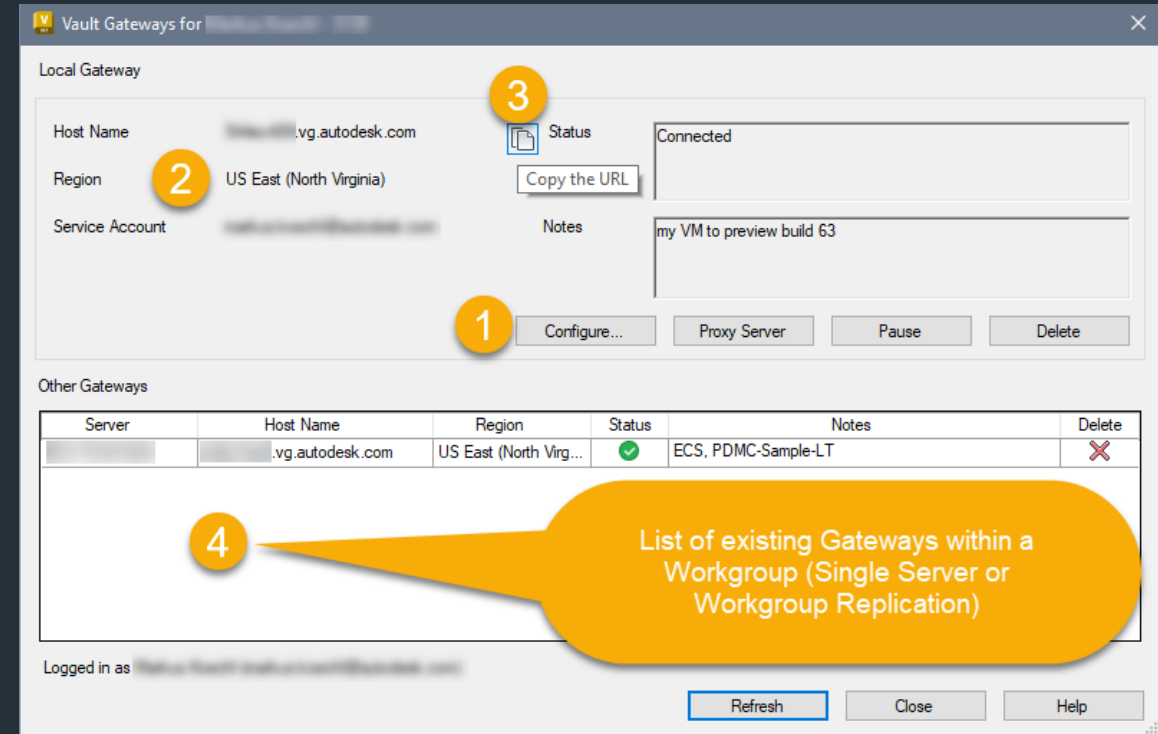 Vault Gateways for
Local Gateway
3
Host Name .vg.autodesk.com Status Connected
Region 2 US East (North Virginia) Copy the URL
Service Account Notes my VM to preview build 63
1 Configure... Proxy Server Pause Delete
Other Gateways
Server Host Name Region Status Notes Delete
.vg.autodesk.com US East (North Virg... ECS, PDMC-Sample-LT
4
List of existing Gateways within a
Workgroup (Single Server or
Workgroup Replication)
Logged in as
Refresh Close Help